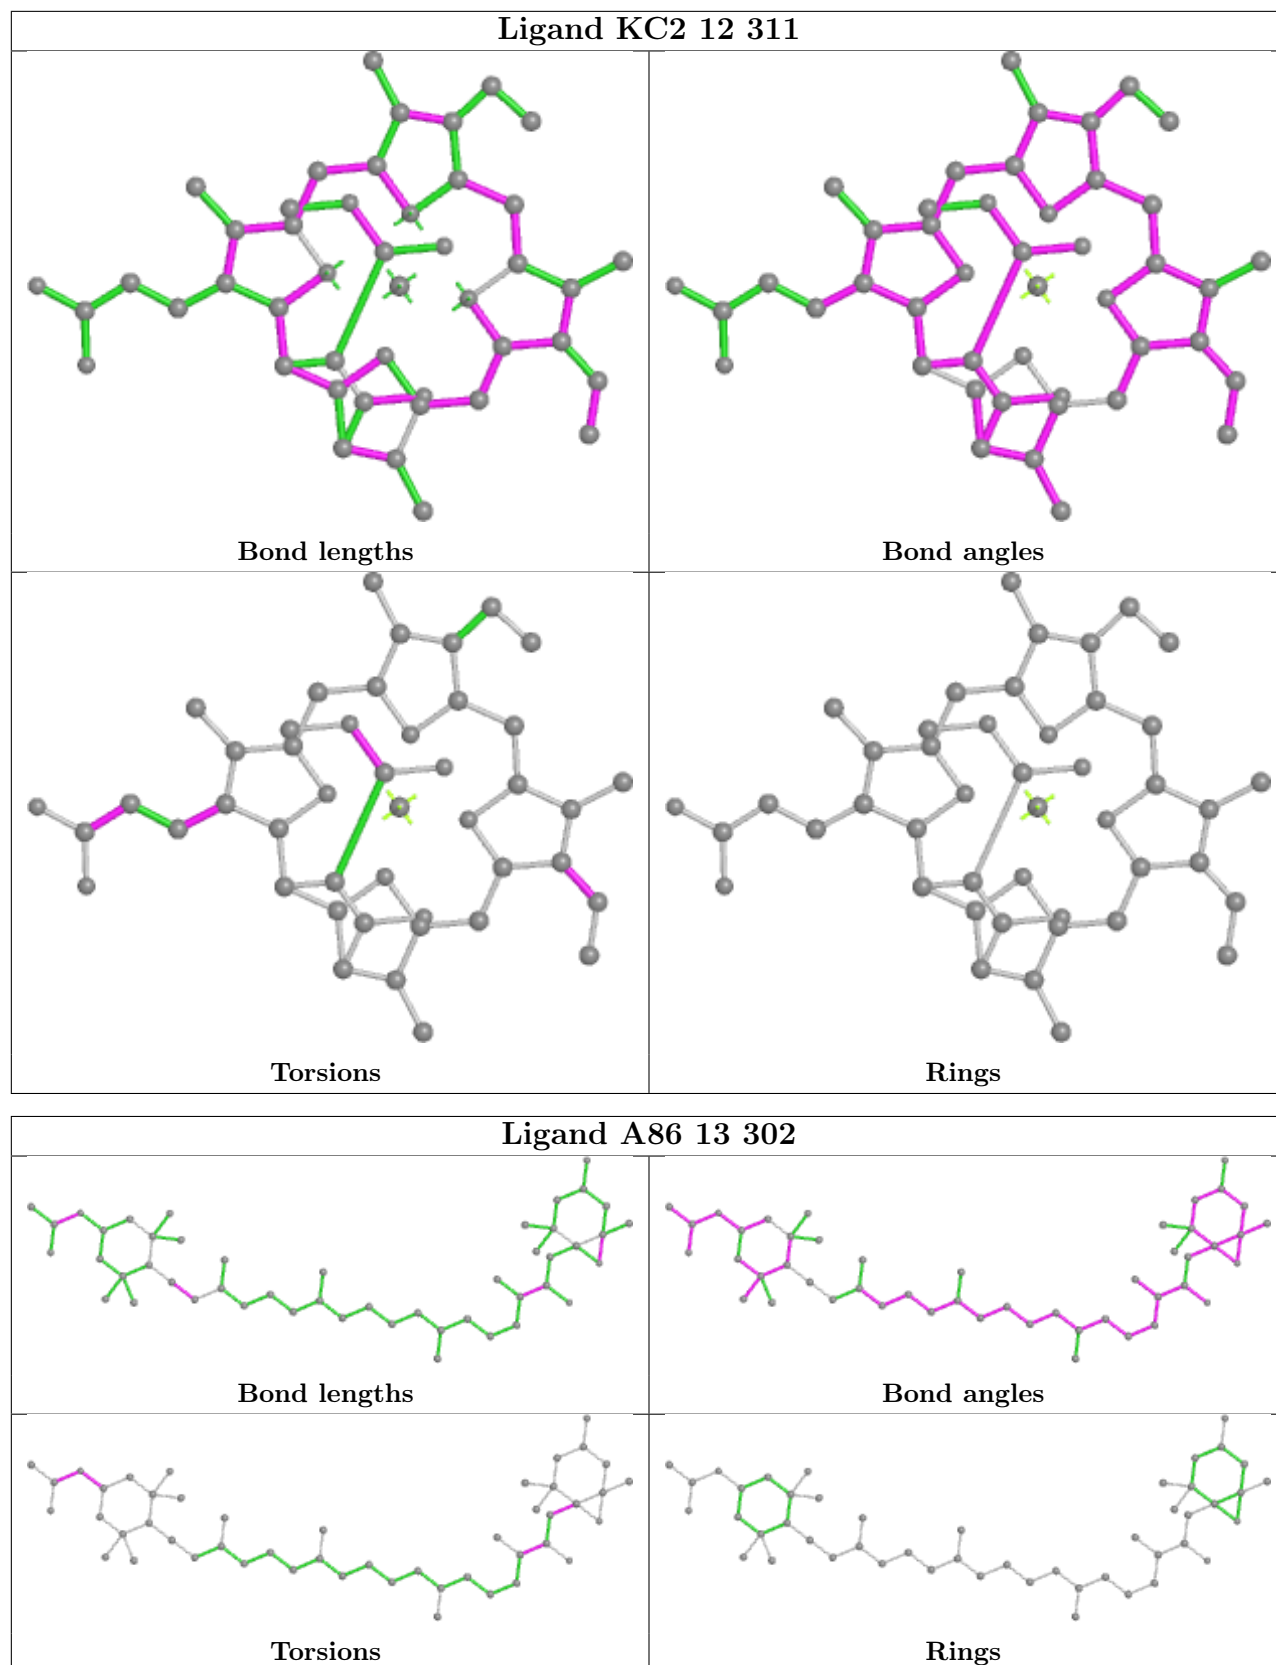 Ligand KC2 12 311
Bond lengths
Bond angles
Torsions
Rings
Ligand A86 13 302
Bond lengths
Bond angles
Torsions
Rings